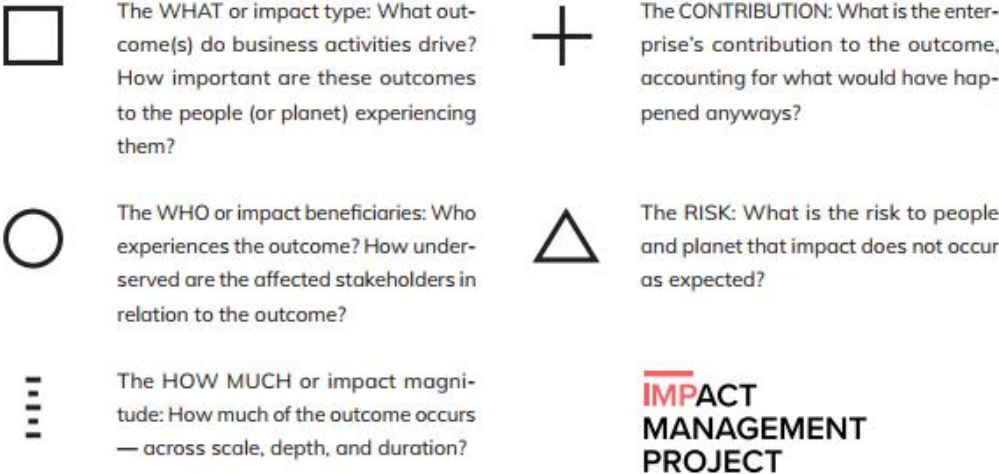 The WHAT or impact type: What out-
come(s) do business activities drive?
How important are these outcomes
to the people (or planet) experiencing
them?
The WHO or impact beneficiaries: Who
experiences the outcome? How under-
served are the affected stakeholders in
relation to the outcome?
The HOW MUCH or impact magni-
tude: How much of the outcome occurs
— across scale, depth, and duration?
The CONTRIBUTION: What is the enter-
prise's contribution to the outcome,
accounting for what would have hap-
pened anyways?
The RISK: What is the risk to people
and planet that impact does not occur
as expected?
IMPACT
MANAGEMENT
PROJECT